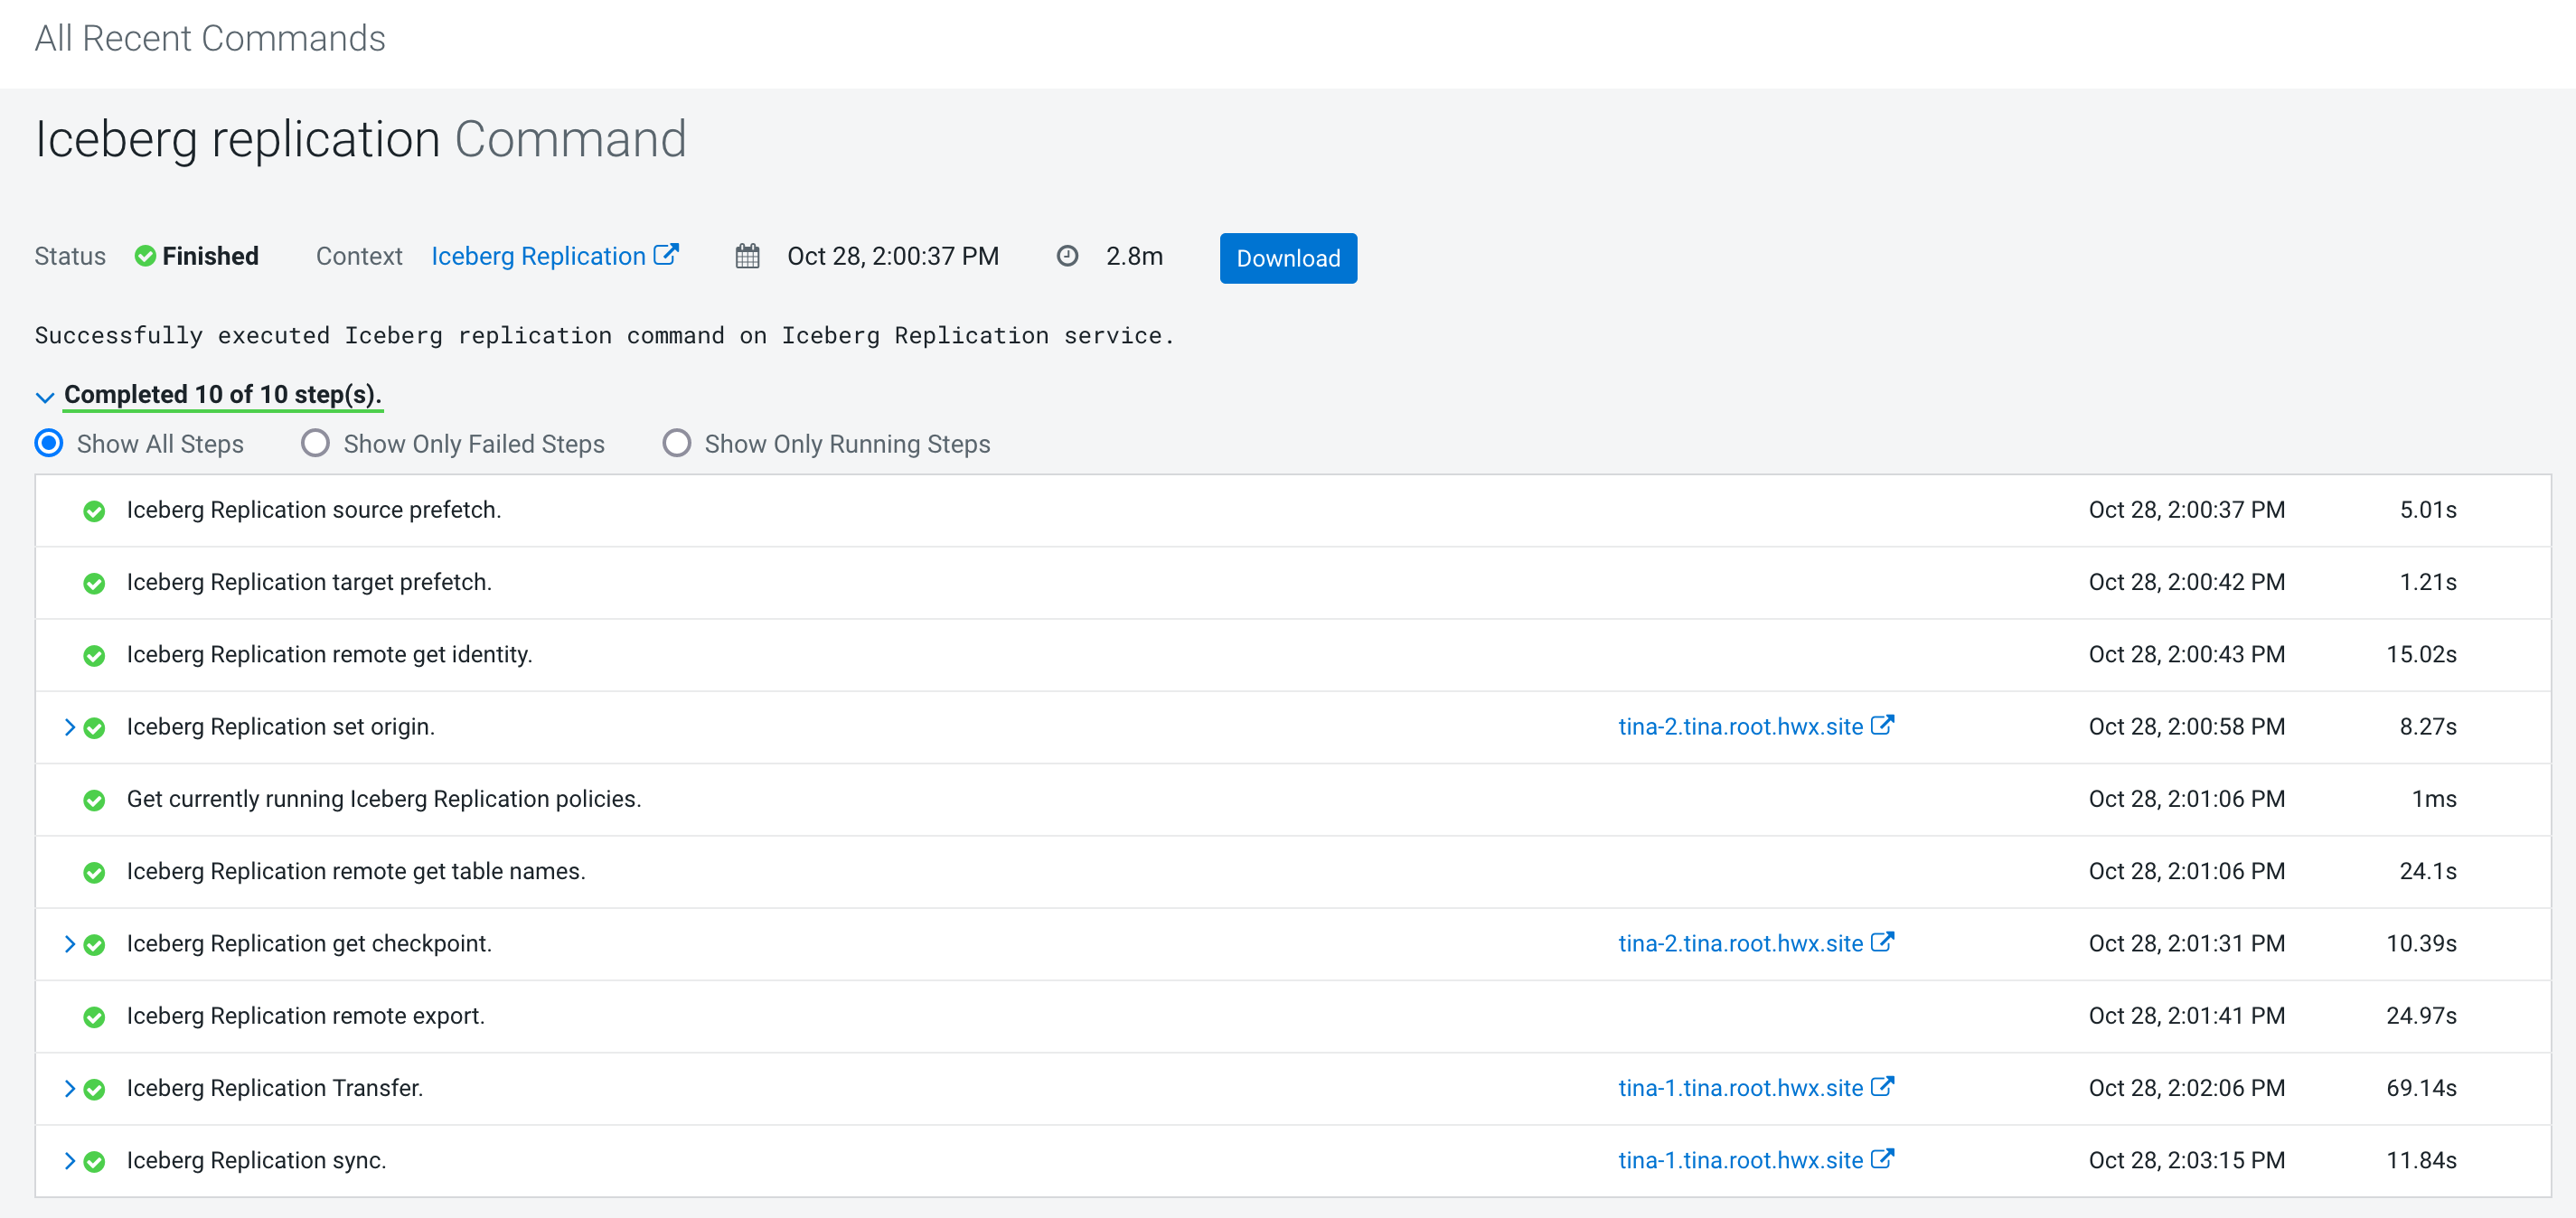 All Recent Commands
Iceberg replication Command
Status Finished Context Iceberg Replication Oct 28, 2:00:37 PM 2.8m Download
Successfully executed Iceberg replication command on Iceberg Replication service.
Completed 10 of 10 step(s).
Show All Steps Show Only Failed Steps Show Only Running Steps
Iceberg Replication source prefetch. Oct 28, 2:00:37 PM 5.01s
Iceberg Replication target prefetch. Oct 28, 2:00:42 PM 1.21s
Iceberg Replication remote get identity. Oct 28, 2:00:43 PM 15.02s
Iceberg Replication set origin. tina-2.tina.root.hwx.site Oct 28, 2:00:58 PM 8.27s
Get currently running Iceberg Replication policies. Oct 28, 2:01:06 PM 1ms
Iceberg Replication remote get table names. Oct 28, 2:01:06 PM 24.1s
Iceberg Replication get checkpoint. tina-2.tina.root.hwx.site Oct 28, 2:01:31 PM 10.39s
Iceberg Replication remote export. Oct 28, 2:01:41 PM 24.97s
Iceberg Replication Transfer. tina-1.tina.root.hwx.site Oct 28, 2:02:06 PM 69.14s
Iceberg Replication sync. tina-1.tina.root.hwx.site Oct 28, 2:03:15 PM 11.84s